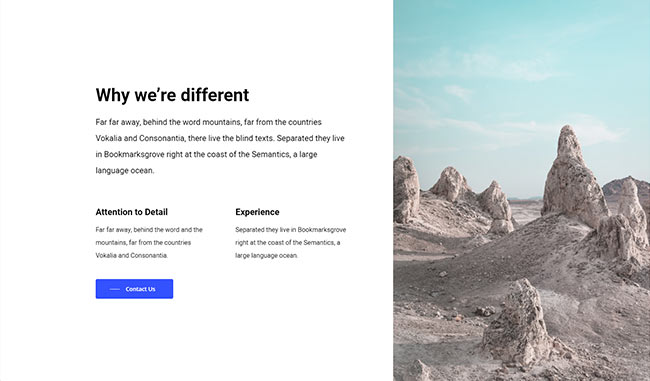 Why we're different
Far far away, behind the word mountains, far from the countries
Vokalia and Consonantia, there live the blind texts. Separated they live
in Bookmarksgrove right at the coast of the Semantics, a large
language ocean.
Attention to Detail
Far far away, behind the word and the
mountains, far from the countries
Vokalia and Consonantia.
Experience
Separated they live in Bookmarksgrove
right at the coast of the Semantics, a
large language ocean.
Contact Us